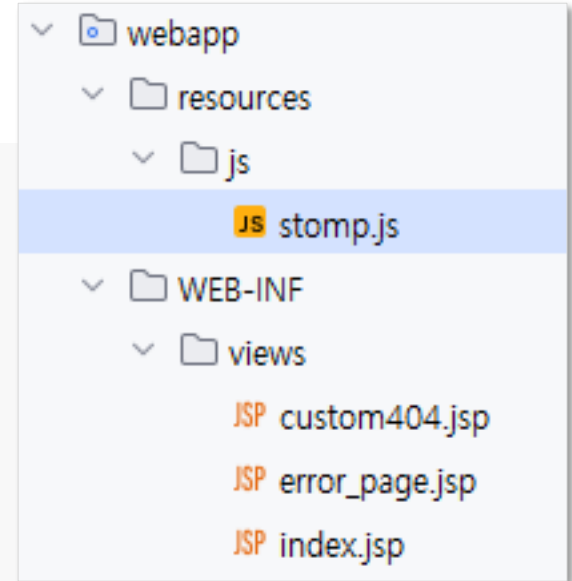 webapp
resources
js
JS stomp.js
WEB-INF
views
JSP custom404.jsp
JSP error_page.jsp
JSP index.jsp